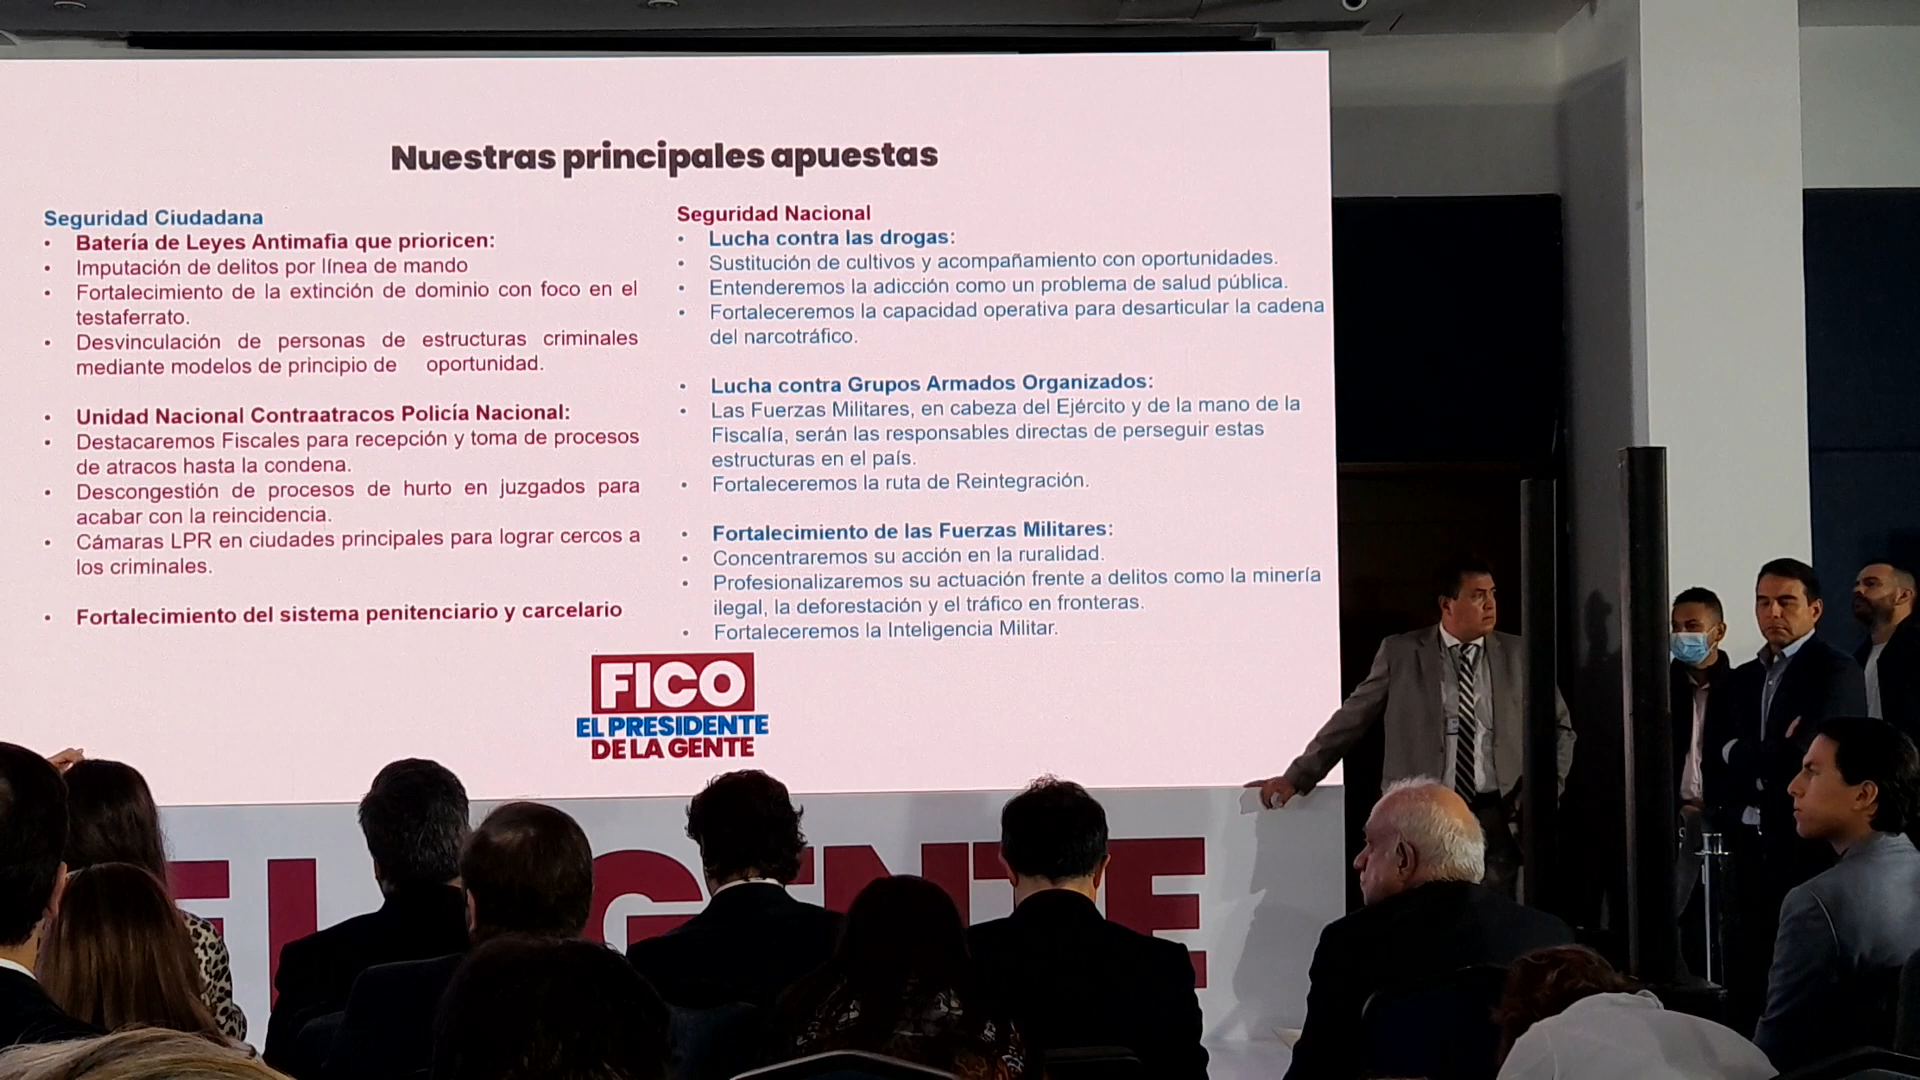 Nuestras principales apuestas
Seguridad Ciudadana
• Batería de Leyes Antimafia que prioricen:
• Imputación de delitos por línea de mando
• Fortalecimiento de la extinción de dominio con foco en el
testaferrato.
• Desvinculación de personas de estructuras criminales
mediante modelos de principio de oportunidad.
• Unidad Nacional Contraatracos Policía Nacional:
• Destacaremos Fiscales para recepción y toma de procesos
de atracos hasta la condena.
• Descongestión de procesos de hurto en juzgados para
acabar con la reincidencia.
• Cámaras LPR en ciudades principales para lograr cercos a
los criminales.
• Fortalecimiento del sistema penitenciario y carcelario
Seguridad Nacional
• Lucha contra las drogas:
• Sustitución de cultivos y acompañamiento con oportunidades.
• Entenderemos la adicción como un problema de salud pública.
• Fortaleceremos la capacidad operativa para desarticular la cadena
del narcotráfico.
• Lucha contra Grupos Armados Organizados:
• Las Fuerzas Militares, en cabeza del Ejército y de la mano de la
Fiscalía, serán las responsables directas de perseguir estas
estructuras en el país.
• Fortaleceremos la ruta de Reintegración.
• Fortalecimiento de las Fuerzas Militares:
• Concentraremos su acción en la ruralidad.
• Profesionalizaremos su actuación frente a delitos como la minería
ilegal, la deforestación y el tráfico en fronteras.
• Fortaleceremos la Inteligencia Militar.
FICO
EL PRESIDENTE
DE LA GENTE
GENTE